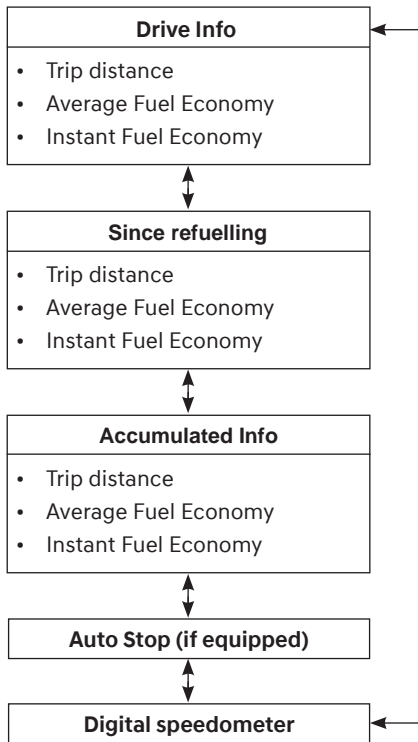 Drive Info
• Trip distance
• Average Fuel Economy
• Instant Fuel Economy
Since refuelling
• Trip distance
• Average Fuel Economy
• Instant Fuel Economy
Accumulated Info
• Trip distance
• Average Fuel Economy
• Instant Fuel Economy
Auto Stop (if equipped)
Digital speedometer